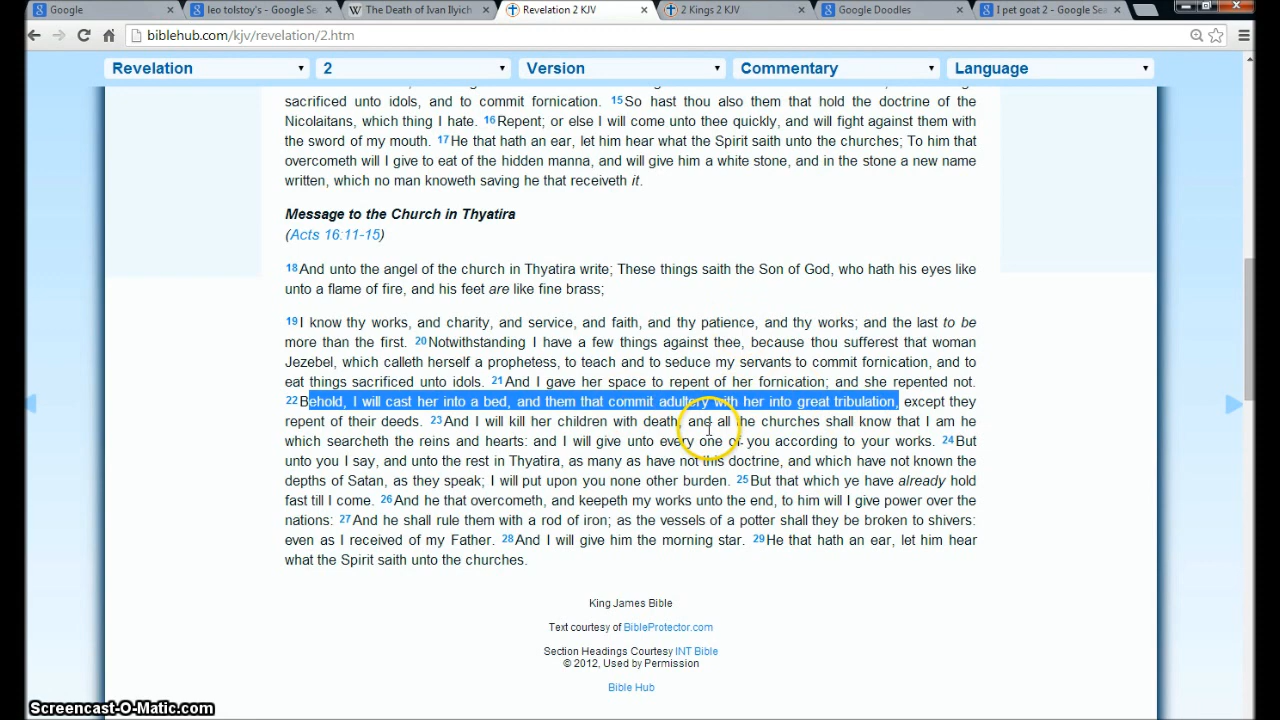 Google
leo tolstoy's - Google Se
The Death of Ivan Ilyich
Revelation 2 KJV
2 Kings 2 KJV
Google Doodles
I pet goat 2 - Google Sea
biblehub.com/kjv/revelation/2.htm
Revelation
2
Version
Commentary
Language
sacrificed unto idols, and to commit fornication. 15So hast thou also them that hold the doctrine of the
Nicolaitans, which thing I hate. 16Repent; or else I will come unto thee quickly, and will fight against them with
the sword of my mouth. 17He that hath an ear, let him hear what the Spirit saith unto the churches; To him that
overcometh will I give to eat of the hidden manna, and will give him a white stone, and in the stone a new name
written, which no man knoweth saving he that receiveth it.
Message to the Church in Thyatira
(Acts 16:11-15)
18And unto the angel of the church in Thyatira write; These things saith the Son of God, who hath his eyes like
unto a flame of fire, and his feet are like fine brass;
19I know thy works, and charity, and service, and faith, and thy patience, and thy works; and the last to be
more than the first. 20Notwithstanding I have a few things against thee, because thou sufferest that woman
Jezebel, which calleth herself a prophetess, to teach and to seduce my servants to commit fornication, and to
eat things sacrificed unto idols. 21And I gave her space to repent of her fornication; and she repented not.
22Behold, I will cast her into a bed, and them that commit adultery with her into great tribulation, except they
repent of their deeds. 23And I will kill her children with death; and all the churches shall know that I am he
which searcheth the reins and hearts: and I will give unto every one of you according to your works. 24But
unto you I say, and unto the rest in Thyatira, as many as have not this doctrine, and which have not known the
depths of Satan, as they speak; I will put upon you none other burden. 25But that which ye have already hold
fast till I come. 26And he that overcometh, and keepeth my works unto the end, to him will I give power over the
nations: 27And he shall rule them with a rod of iron; as the vessels of a potter shall they be broken to shivers:
even as I received of my Father. 28And I will give him the morning star. 29He that hath an ear, let him hear
what the Spirit saith unto the churches.
King James Bible
Text courtesy of BibleProtector.com
Section Headings Courtesy INT Bible
© 2012, Used by Permission
Bible Hub
Screencast-O-Matic.com